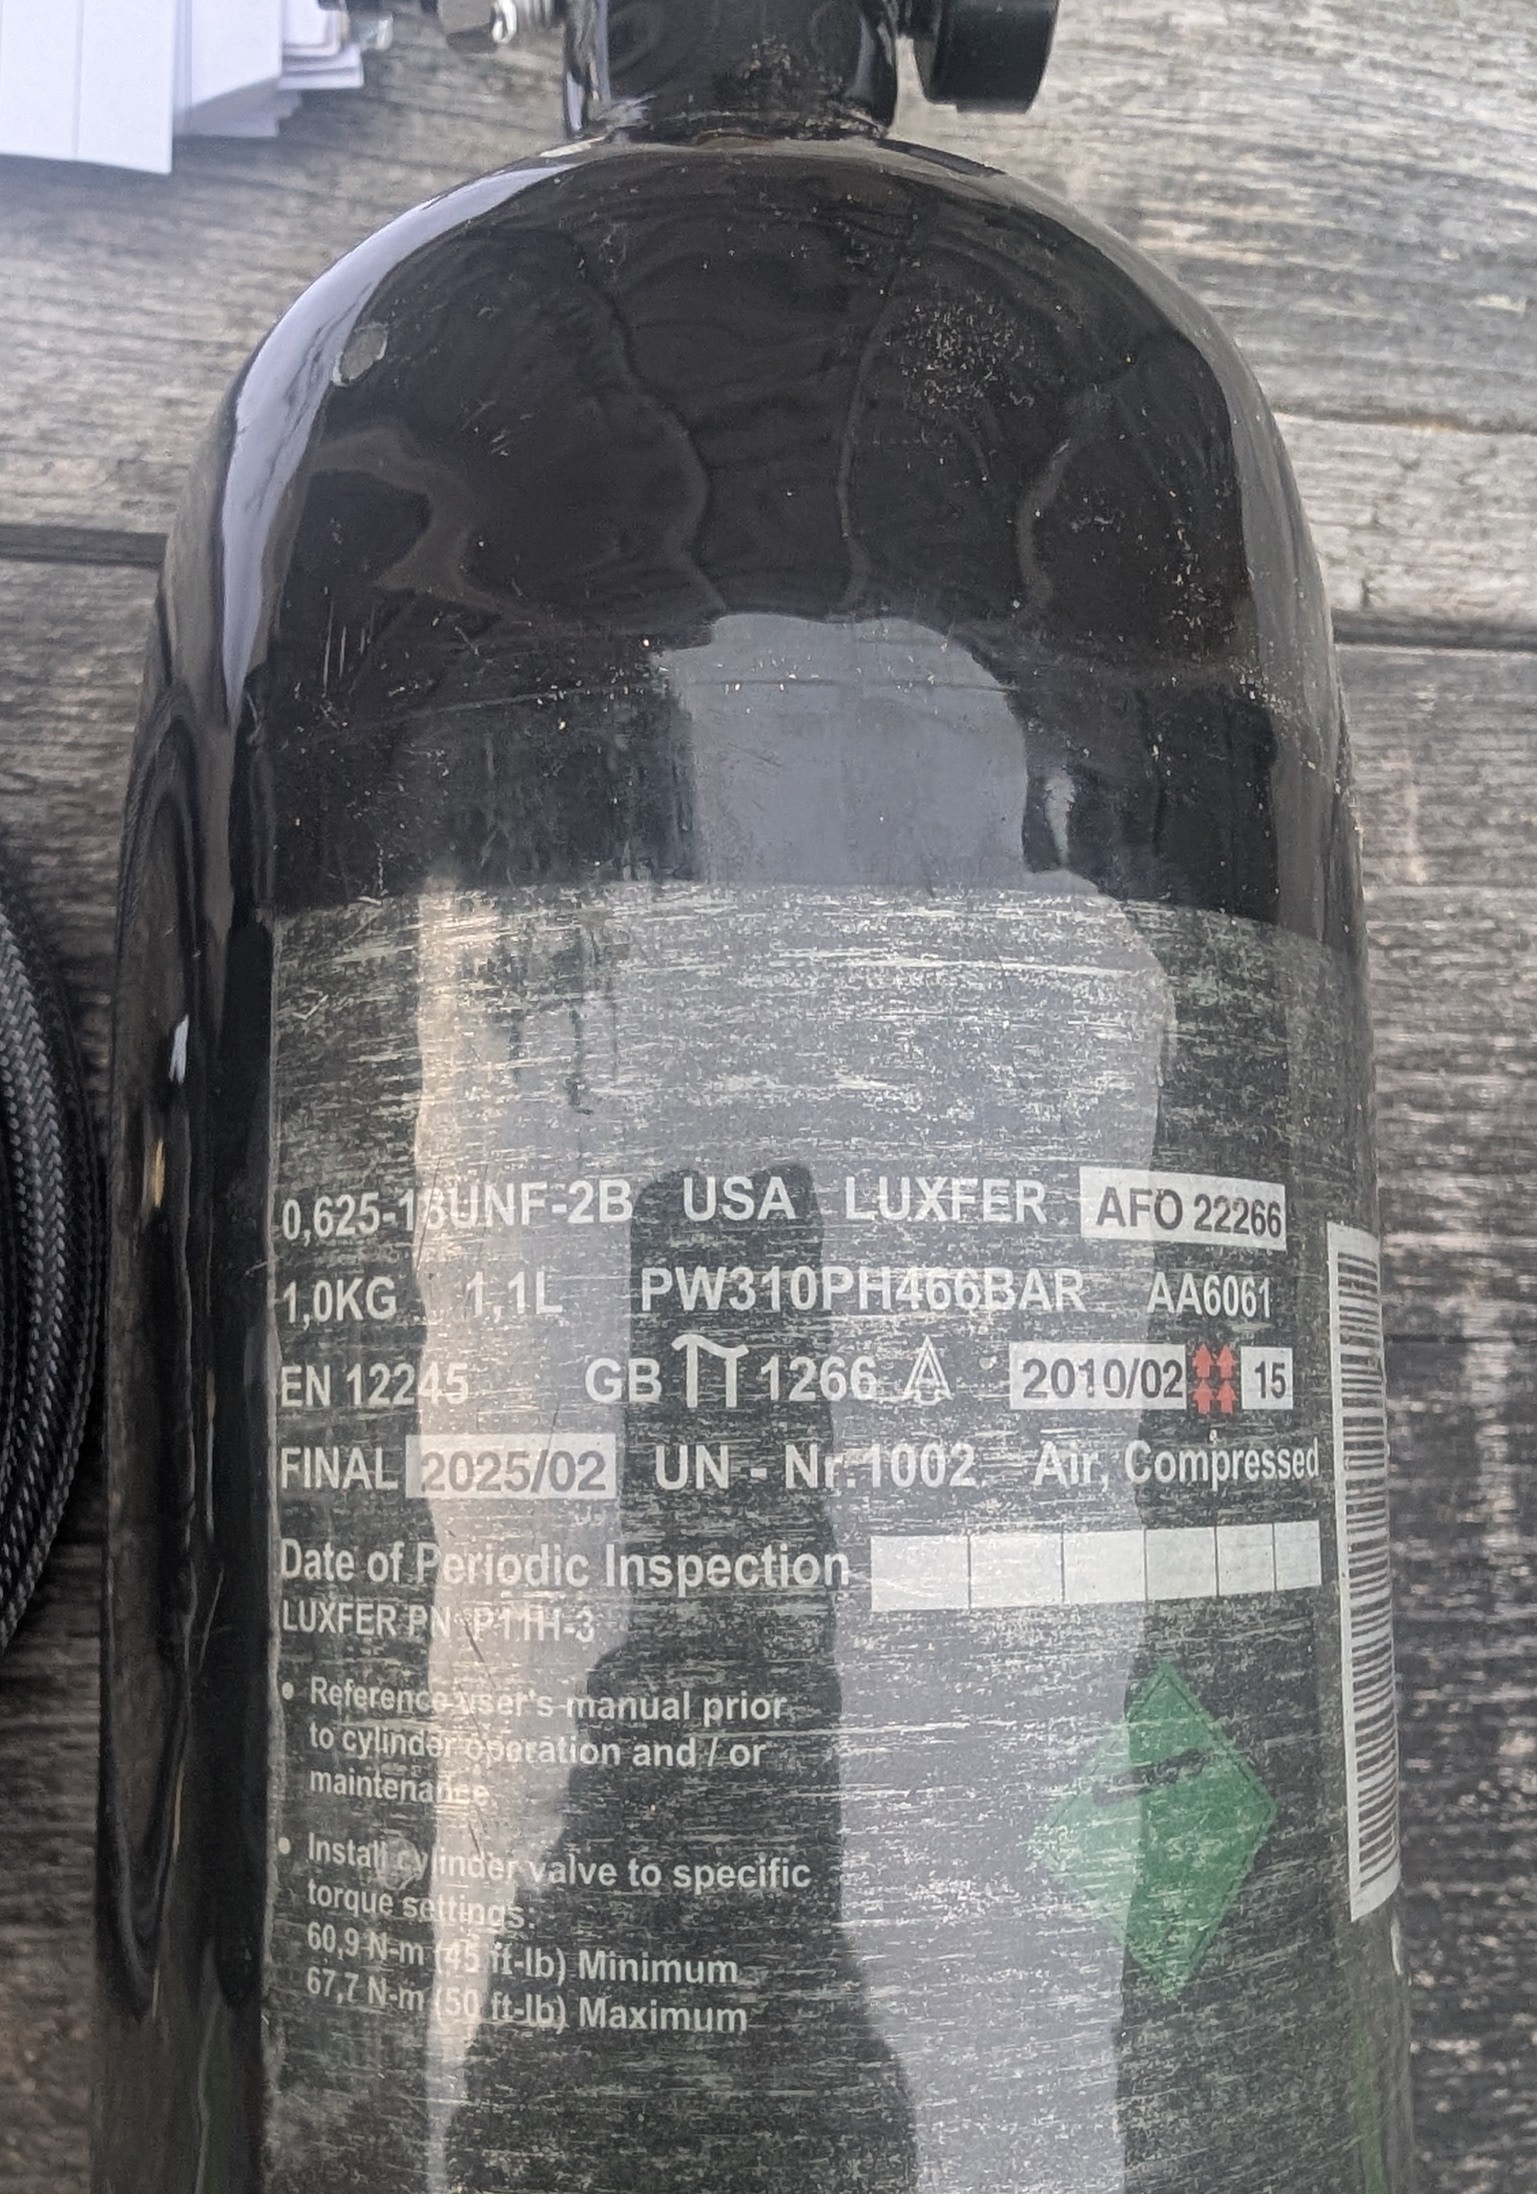 0,625-18UNF-2B USA LUXFER AFO 22266
1,0KG 1,1L PW310PH466BAR AA6061
EN 12245 GB π 1266 2010/02 15
FINAL 2025/02 UN - Nr.1002 Air, Compressed
Date of Periodic Inspection
LUXFER PN P11H-3
• Reference user's manual prior
to cylinder operation and / or
maintenance
• Install cylinder valve to specific
torque settings:
60,9 N-m (45 ft-lb) Minimum
67,7 N-m (50 ft-lb) Maximum